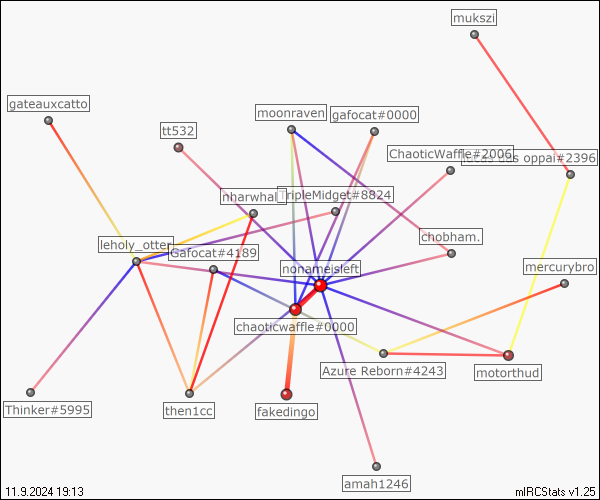 mukszi
gateauxcatto
moonraven
gafocat#0000
tt532
ChaoticWaffle#2006
das oppai#2396
nharwhal
TripleMidget#8824
chobham.
leholy_otter
Gafocat#4189
nonameisleft
mercurybro
chaoticwaffle#0000
Azure Reborn#4243
motorthud
Thinker#5995
then1cc
fakedingo
amah1246
11.9.2024 19:13
mIRCStats v1.25